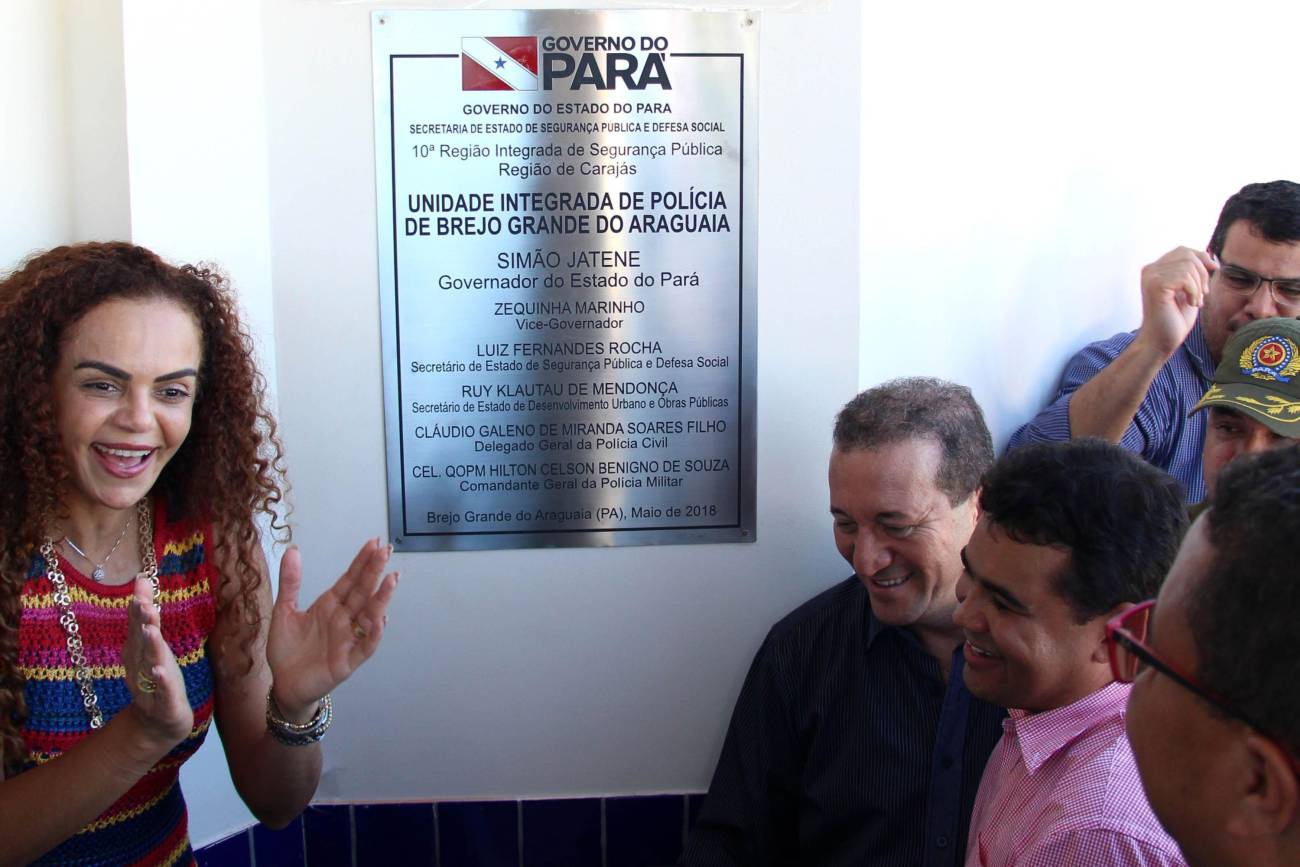 GOVERNO DO
PARÁ
GOVERNO DO ESTADO DO PARA
SECRETARIA DE ESTADO DE SEGURANÇA PÚBLICA E DEFESA SOCIAL
10ª Região Integrada de Segurança Pública
Região de Carajás
UNIDADE INTEGRADA DE POLÍCIA
DE BREJO GRANDE DO ARAGUAIA
SIMÃO JATENE
Governador do Estado do Pará
ZEQUINHA MARINHO
Vice-Governador
LUIZ FERNANDES ROCHA
Secretário de Estado de Segurança Pública e Defesa Social
RUY KLAUTAU DE MENDONÇA
Secretário de Estado de Desenvolvimento Urbano e Obras Públicas
CLÁUDIO GALENO DE MIRANDA SOARES FILHO
Delegado Geral da Polícia Civil
CEL. QOPM HILTON CELSON BENIGNO DE SOUZA
Comandante Geral da Polícia Militar
Brejo Grande do Araguaia (PA), Maio de 2018